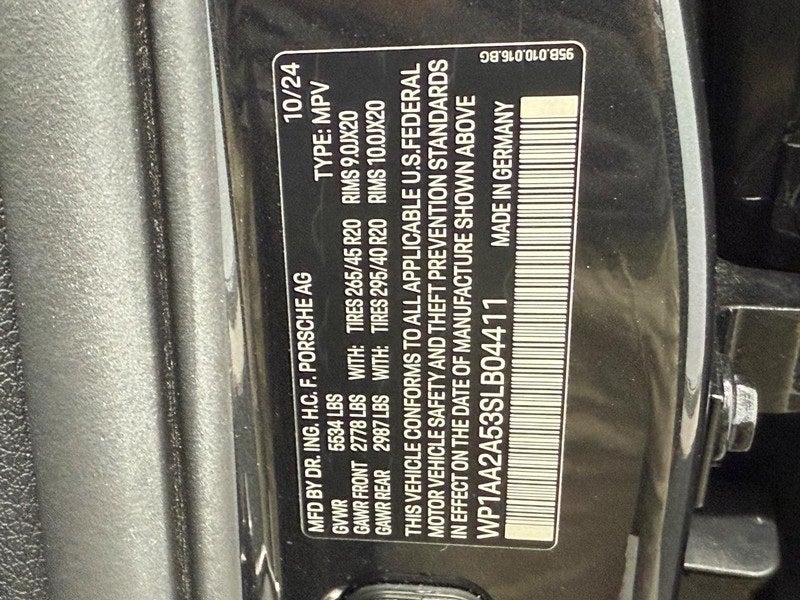 MFD BY DR. ING. H.C. F. PORSCHE AG 10/24
GVWR 5534 LBS TYPE: MPV
GAWR FRONT 2778 LBS WITH: TIRES 265/45 R20 RIMS 9.0JX20
GAWR REAR 2987 LBS WITH: TIRES 295/40 R20 RIMS 10.0JX20
THIS VEHICLE CONFORMS TO ALL APPLICABLE U.S.FEDERAL
MOTOR VEHICLE SAFETY AND THEFT PREVENTION STANDARDS
IN EFFECT ON THE DATE OF MANUFACTURE SHOWN ABOVE
WP1AA2A53SLB04411 MADE IN GERMANY
95B.010.016.BG